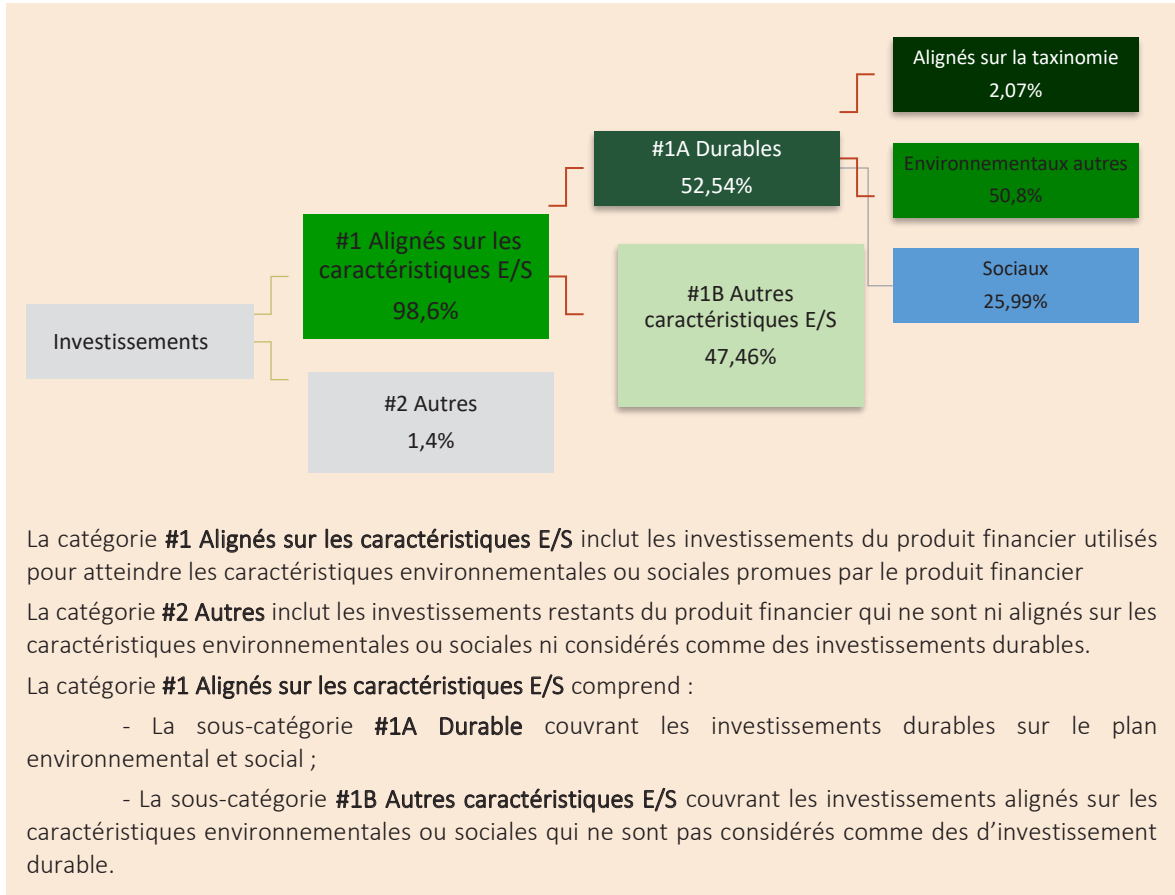 Investissements
#1 Alignés sur les
caractéristiques E/S
98,6%
#2 Autres
1,4%
#1A Durables
52,54%
#1B Autres
caractéristiques E/S
47,46%
Alignés sur la taxinomie
2,07%
Environnementaux autres
50,8%
Sociaux
25,99%
La catégorie #1 Alignés sur les caractéristiques E/S inclut les investissements du produit financier utilisés
pour atteindre les caractéristiques environnementales ou sociales promues par le produit financier
La catégorie #2 Autres inclut les investissements restants du produit financier qui ne sont ni alignés sur les
caractéristiques environnementales ou sociales ni considérés comme des investissements durables.
La catégorie #1 Alignés sur les caractéristiques E/S comprend :
- La sous-catégorie #1A Durable couvrant les investissements durables sur le plan
environnemental et social ;
- La sous-catégorie #1B Autres caractéristiques E/S couvrant les investissements alignés sur les
caractéristiques environnementales ou sociales qui ne sont pas considérés comme des d'investissement
durable.